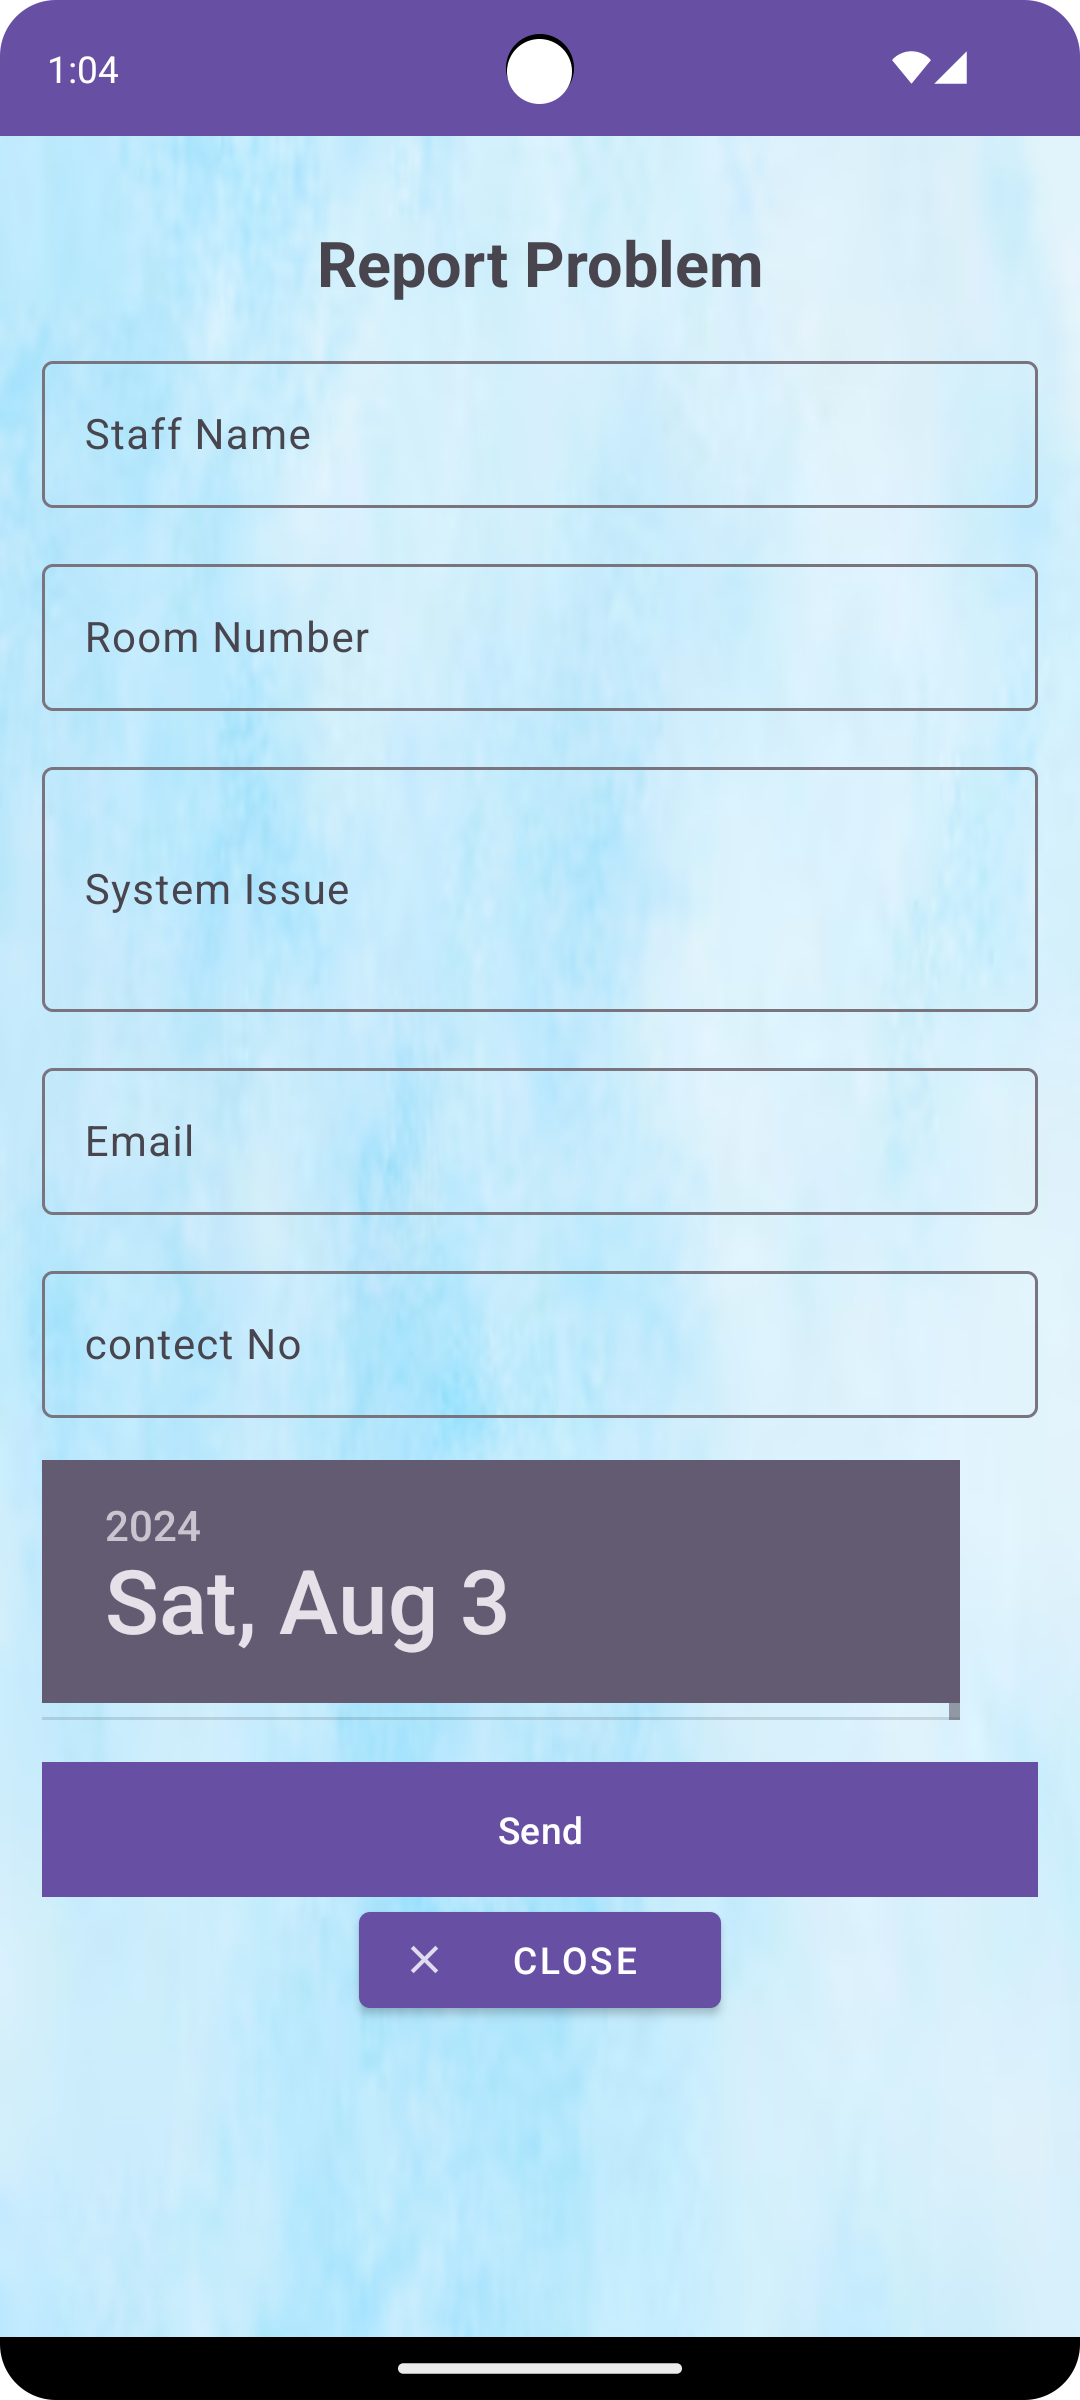 1:04
Report Problem
Staff Name
Room Number
System Issue
Email
contect No
2024
Sat, Aug 3
Send
CLOSE